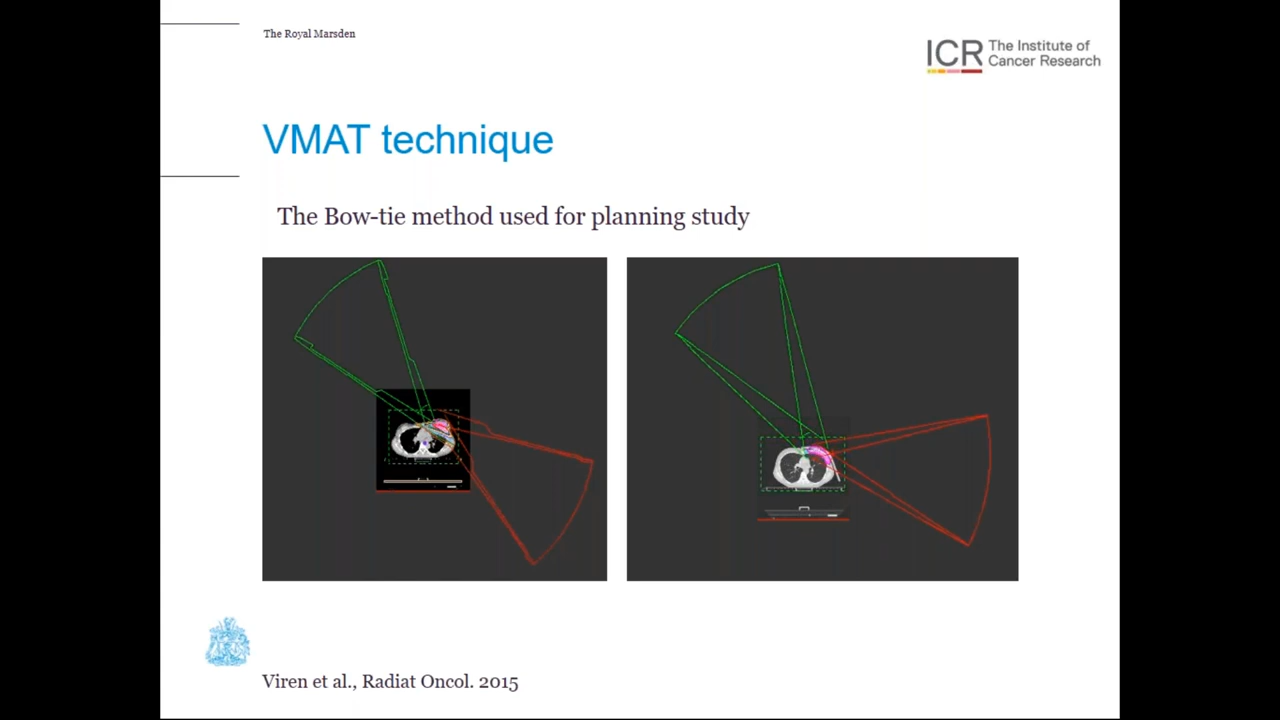 The Royal Marsden
ICR The Institute of
Cancer Research
VMAT technique
The Bow-tie method used for planning study
Viren et al., Radiat Oncol. 2015